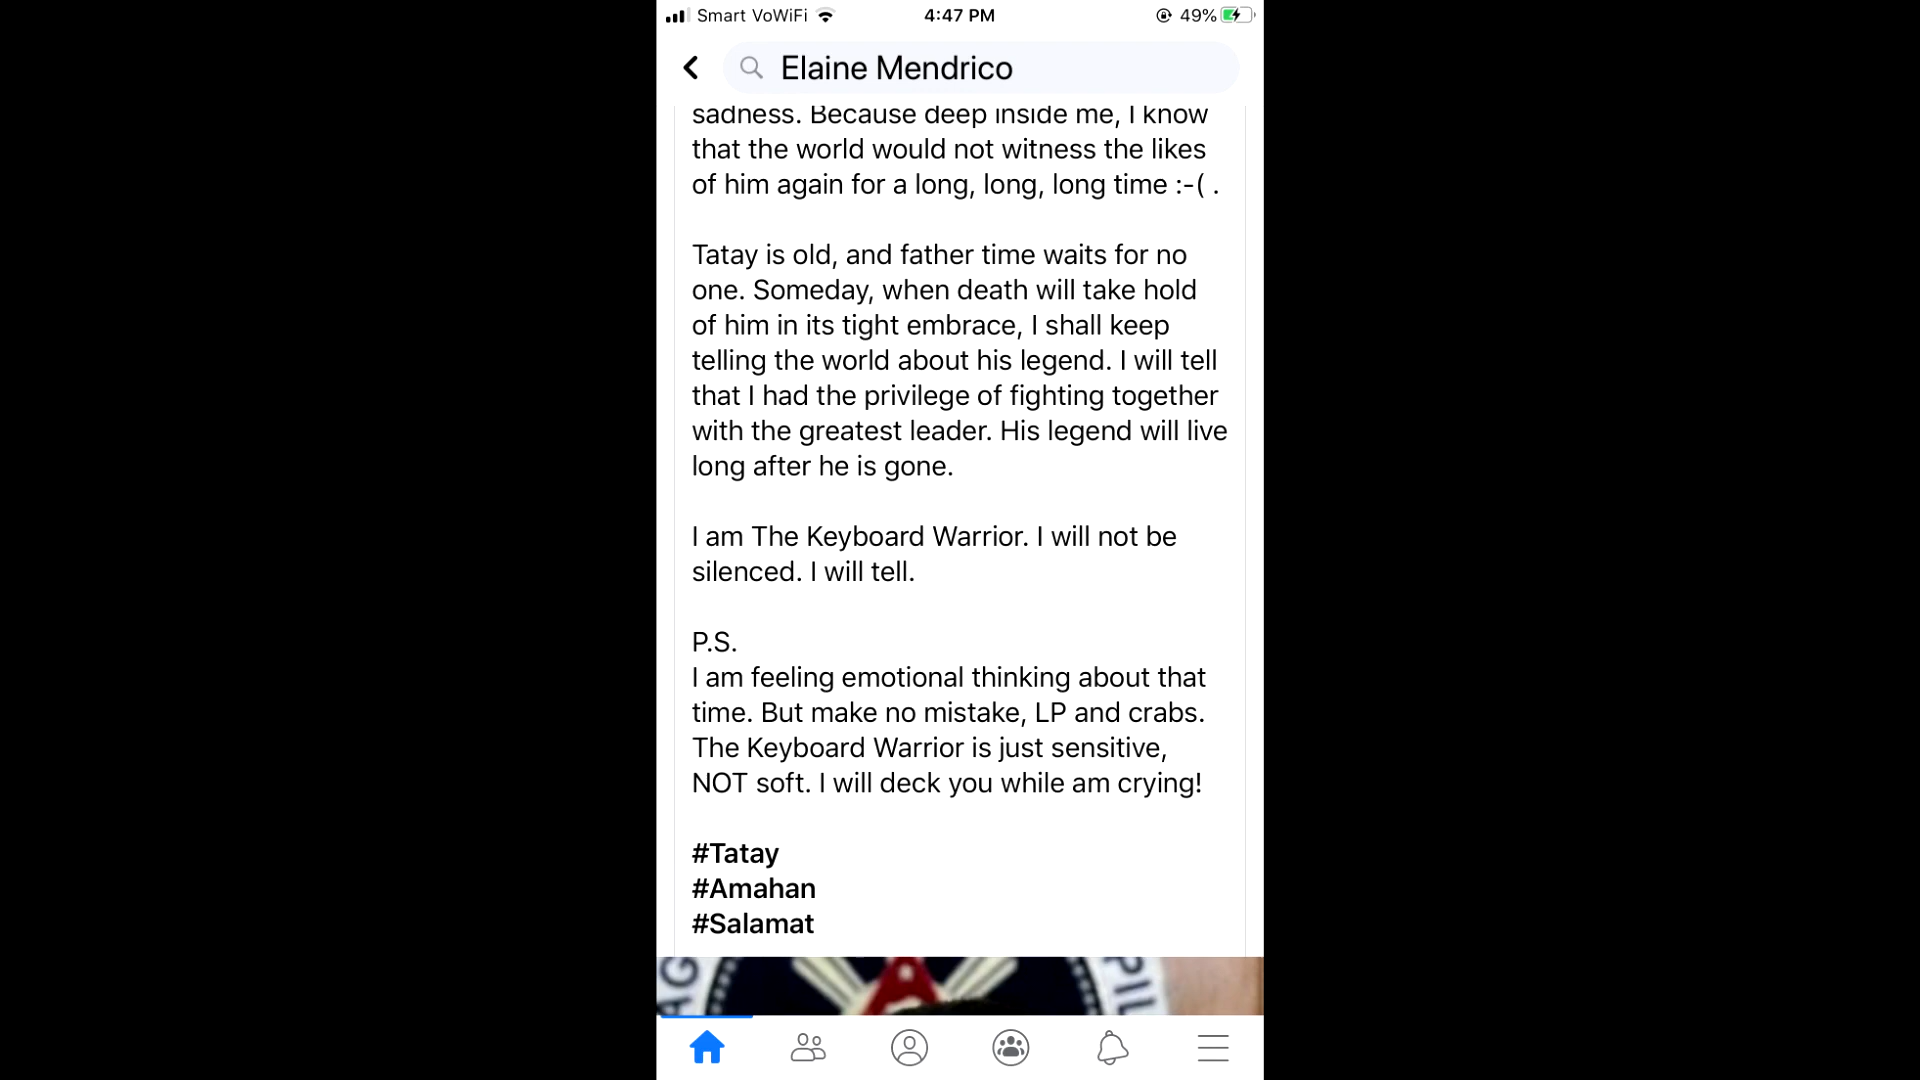 Smart VoWiFi
4:47 PM
49%
Elaine Mendrico
sadness. Because deep inside me, I know
that the world would not witness the likes
of him again for a long, long, long time :-( .
Tatay is old, and father time waits for no
one. Someday, when death will take hold
of him in its tight embrace, I shall keep
telling the world about his legend. I will tell
that I had the privilege of fighting together
with the greatest leader. His legend will live
long after he is gone.
I am The Keyboard Warrior. I will not be
silenced. I will tell.
P.S.
I am feeling emotional thinking about that
time. But make no mistake, LP and crabs.
The Keyboard Warrior is just sensitive,
NOT soft. I will deck you while am crying!
#Tatay
#Amahan
#Salamat
AG
PIL